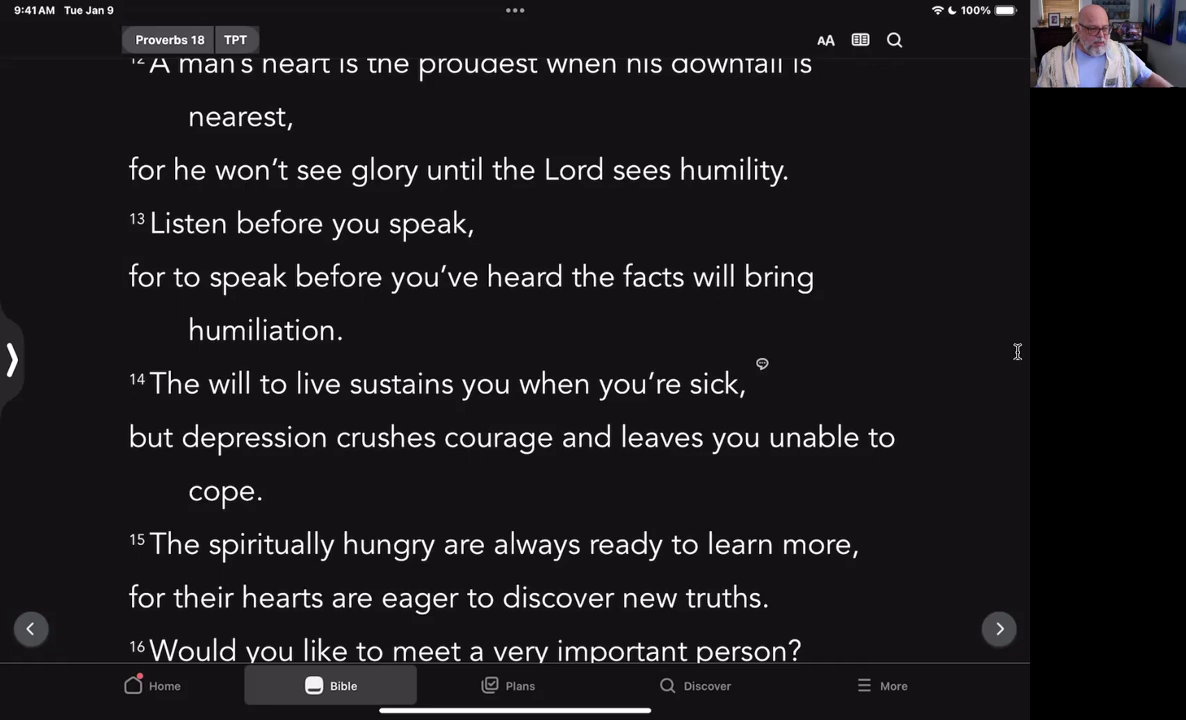 9:41 AM Tue Jan 9
100%
Proverbs 18 TPT
AA
12 A man's heart is the proudest when his downfall is
nearest,
for he won't see glory until the Lord sees humility.
13 Listen before you speak,
for to speak before you've heard the facts will bring
humiliation.
14 The will to live sustains you when you're sick,
but depression crushes courage and leaves you unable to
cope.
15 The spiritually hungry are always ready to learn more,
for their hearts are eager to discover new truths.
16 Would you like to meet a very important person?
Home Bible Plans Discover More